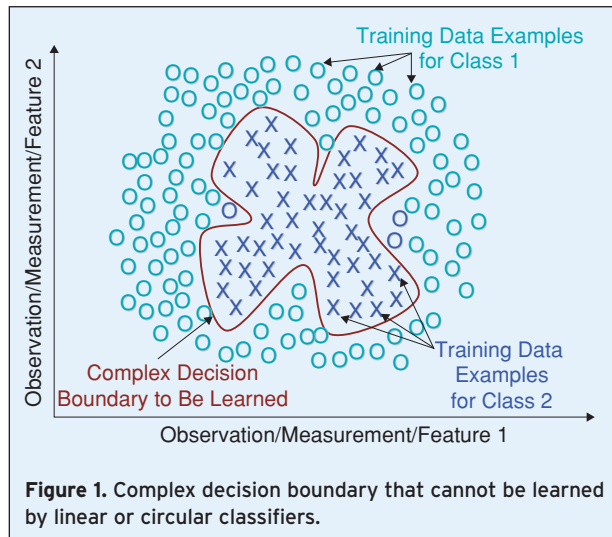 Training Data Examples
for Class 1
Observation/Measurement/Feature 2
Complex Decision
Boundary to Be Learned
Training Data
Examples
for Class 2
Observation/Measurement/Feature 1
Figure 1. Complex decision boundary that cannot be learned
by linear or circular classifiers.